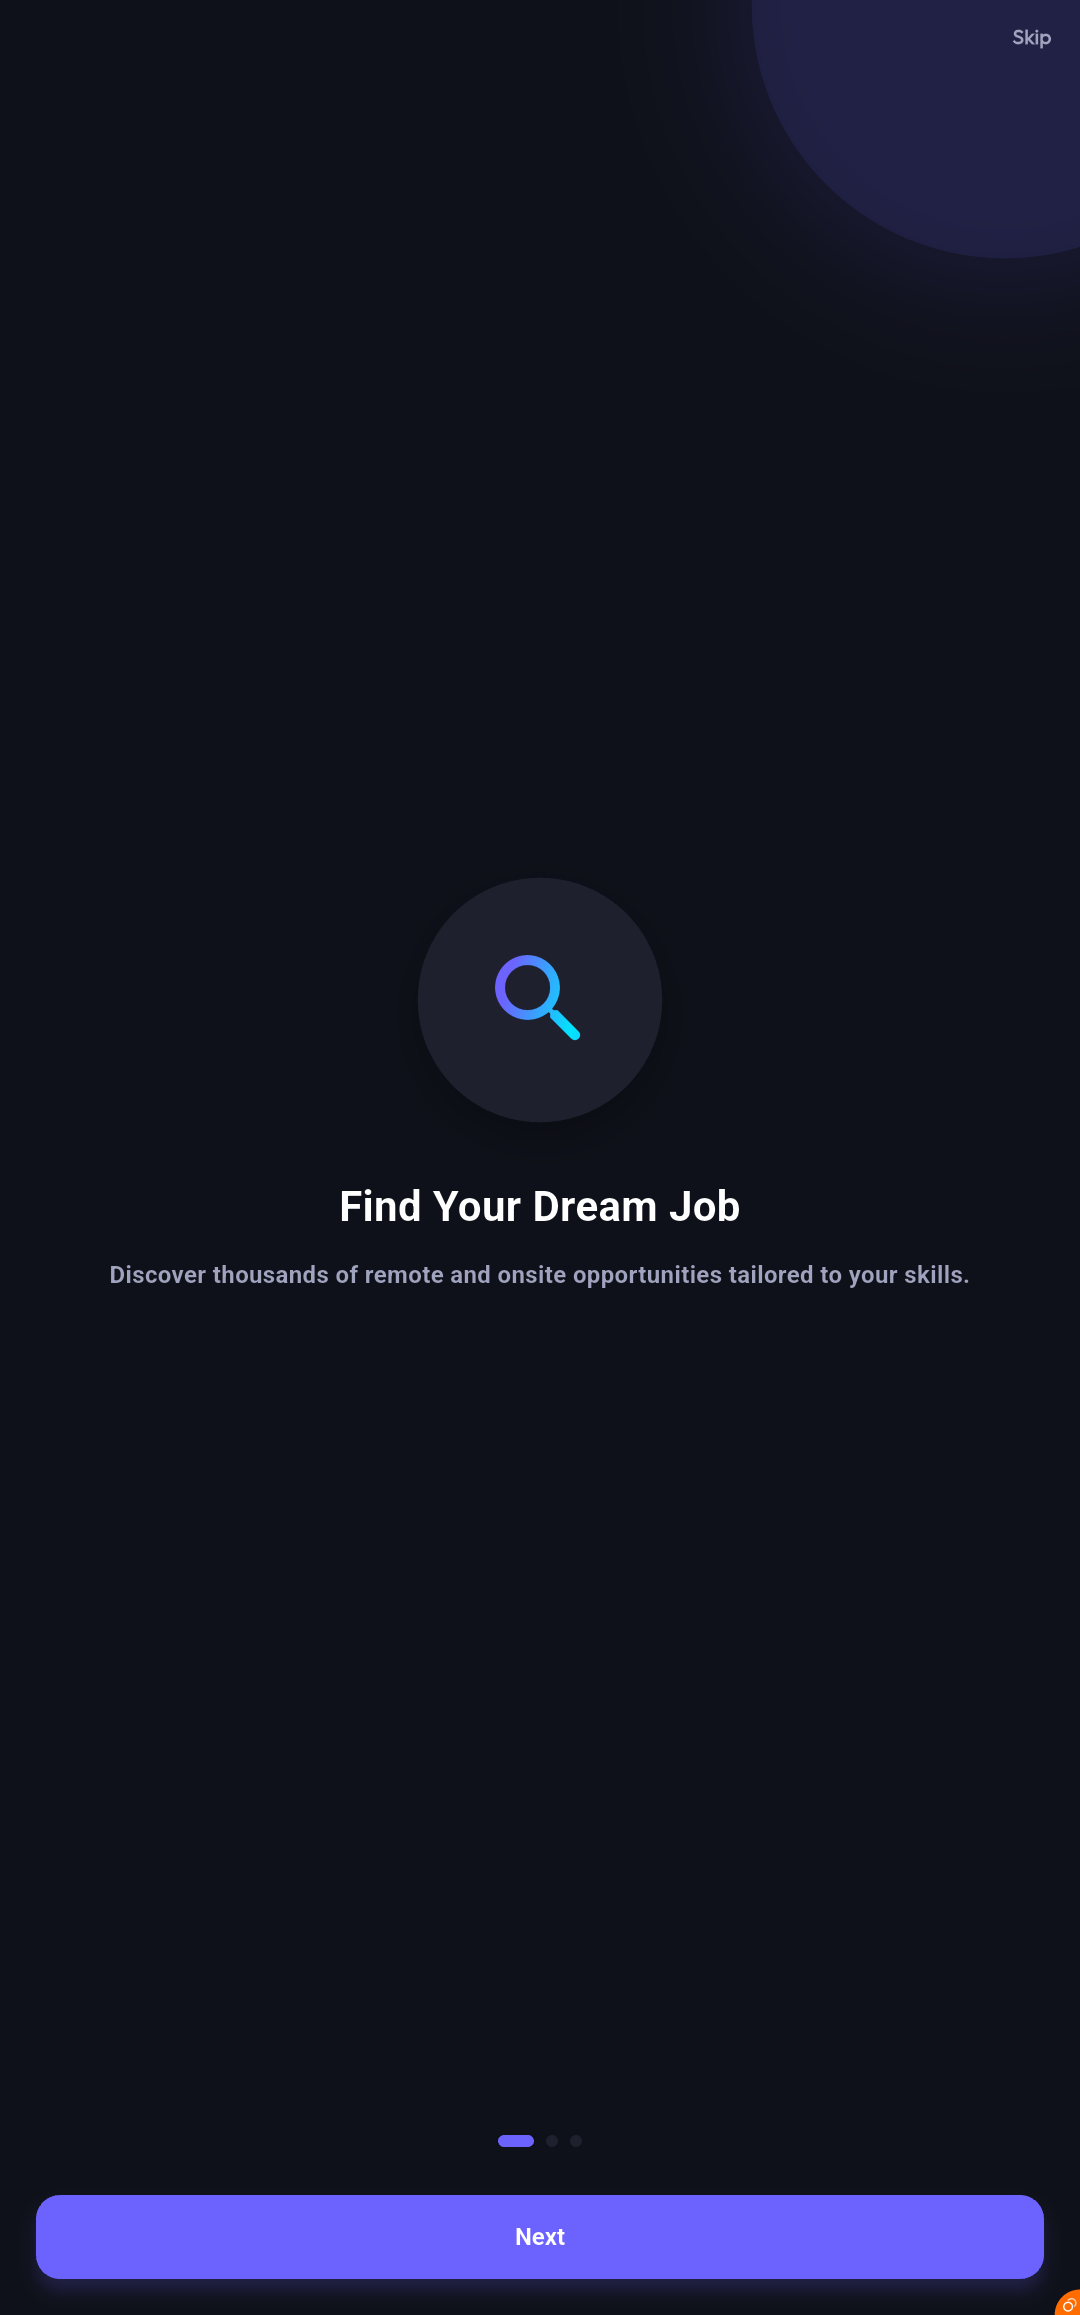 Skip
Find Your Dream Job
Discover thousands of remote and onsite opportunities tailored to your skills.
Next